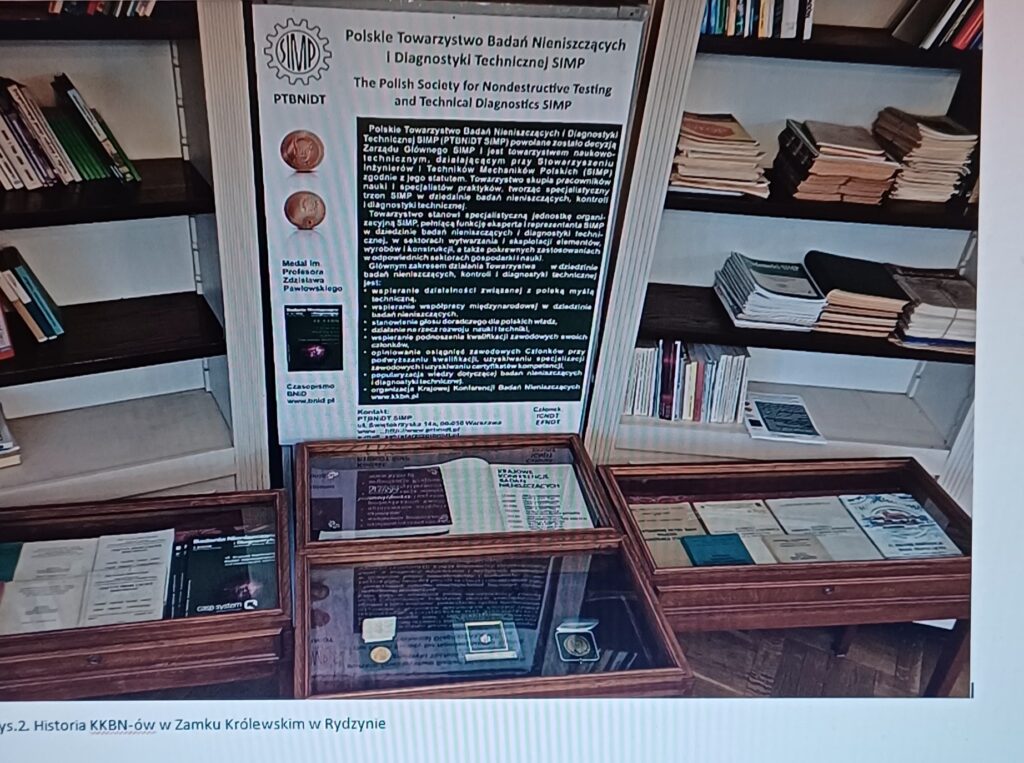 SIMP
PTBNiDT
Polskie Towarzystwo Badań Nieniszczących
i Diagnostyki Technicznej SIMP
The Polish Society for Nondestructive Testing
and Technical Diagnostics SIMP
Polskie Towarzystwo Badań Nieniszczących i Diagnostyki
Technicznej SIMP (PTBNiDT SIMP) powołane zostało decyzją
Zarządu Głównego SIMP i jest towarzystwem naukowo-
technicznym, działającym przy Stowarzyszeniu
Inżynierów i Techników Mechaników Polskich (SIMP)
zgodnie z jego statutem. Towarzystwo skupia pracowników
nauki i specjalistów praktyków, tworząc specjalistyczny
trzon SIMP w dziedzinie badań nieniszczących, kontroli
i diagnostyki technicznej.
Towarzystwo stanowi specjalistyczną jednostkę organi-
zacyjną SIMP, pełniącą funkcję eksperta i reprezentanta SIMP
w dziedzinie badań nieniszczących i diagnostyki techni-
cznej, w sektorach wytwarzania i eksploatacji elementów,
wyrobów i konstrukcji, a także pokrewnych zastosowaniach
w odpowiednich sektorach gospodarki i nauki.
Głównym zakresem działania Towarzystwa w dziedzinie
badań nieniszczących, kontroli i diagnostyki technicznej
jest:
• wspieranie działalności związanej z polską myślą
techniczną,
• wspieranie współpracy międzynarodowej w dziedzinie
badań nieniszczących,
• stanowienie głosu doradczego dla polskich władz,
• działanie na rzecz rozwoju nauki i techniki,
• wspieranie podnoszenia kwalifikacji zawodowych swoich
członków,
• opiniowanie osiągnięć zawodowych Członków przy
podwyższaniu kwalifikacji, uzyskiwaniu specjalizacji
zawodowych i uzyskiwaniu certyfikatów kompetencji,
• popularyzacja wiedzy dotyczącej badań nieniszczących
i diagnostyki technicznej,
• organizacja Krajowej Konferencji Badań Nieniszczących
www.kkbn.pl
Medal im.
Profesora
Zdzisława
Pawłowskiego
Czasopismo
BNiD
www.bnid.pl
Kontakt:
PTBNiDT SIMP
ul. Świętokrzyska 14a, 00-050 Warszawa
Członek
ICNDT
EFNDT
KRAJOWE
KONFERENCJE
BADAŃ
NIENISZCZĄCYCH
casp system
ys.2. Historia KKBN-ów w Zamku Królewskim w Rydzynie